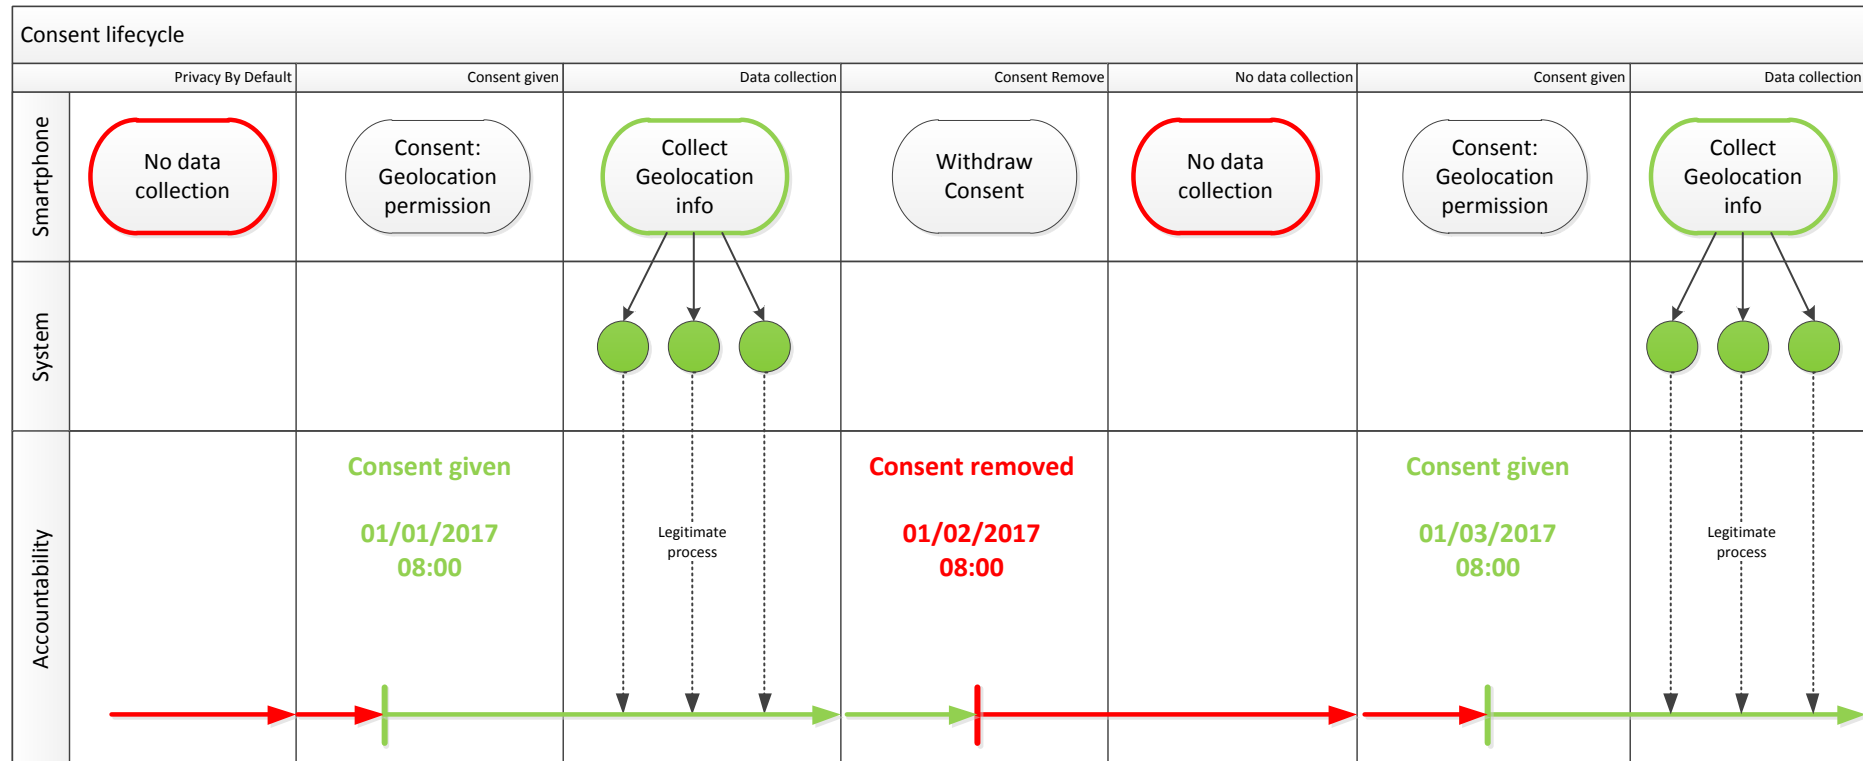 Consent lifecycle
Privacy By Default
Consent given
Data collection
Consent Remove
No data collection
Consent given
Data collection
Smartphone
No data
collection
Consent:
Geolocation
permission
Collect
Geolocation
info
Withdraw
Consent
No data
collection
Consent:
Geolocation
permission
Collect
Geolocation
info
System
Accountability
Consent given
01/01/2017
08:00
Legitimate
process
Consent removed
01/02/2017
08:00
Consent given
01/03/2017
08:00
Legitimate
process